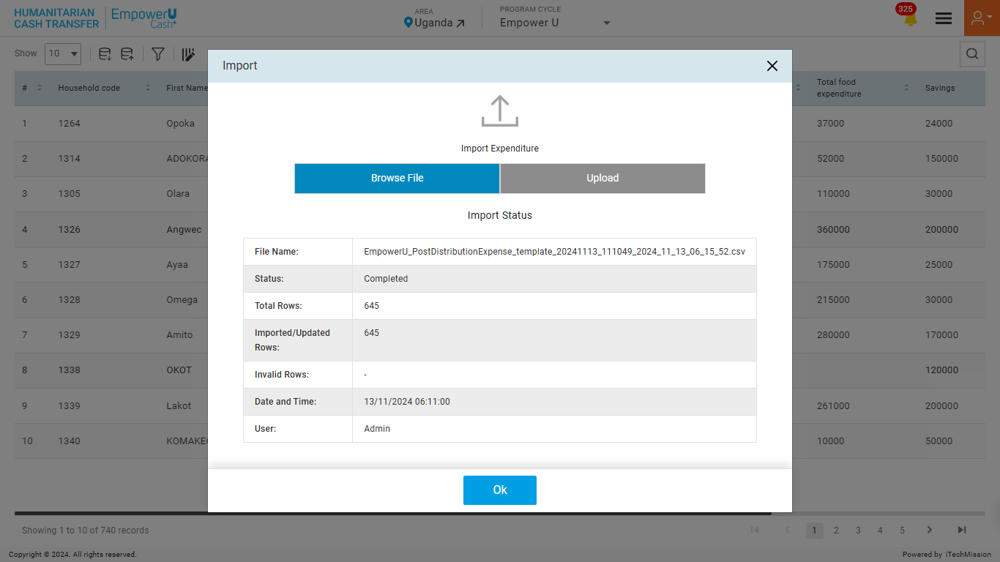 HUMANITARIAN
CASH TRANSFER
EmpowerU
Cash+
AREA
Uganda
PROGRAM CYCLE
Empower U
325
Show
10
# Household code First Name Total food expenditure Savings
1 1264 Opoka 37000 24000
2 1314 ADOKORA 52000 150000
3 1305 Olara 110000 30000
4 1326 Angwec 360000 200000
5 1327 Ayaa 175000 25000
6 1328 Omega 215000 30000
7 1329 Amito 280000 170000
8 1338 OKOT 120000
9 1339 Lakot 261000 200000
10 1340 KOMAKE 10000 50000
Import
Import Expenditure
Browse File Upload
Import Status
File Name: EmpowerU_PostDistributionExpense_template_20241113_111049_2024_11_13_06_15_52.csv
Status: Completed
Total Rows: 645
Imported/Updated Rows: 645
Invalid Rows: -
Date and Time: 13/11/2024 06:11:00
User: Admin
Ok
Showing 1 to 10 of 740 records
1 2 3 4 5
Copyright © 2024. All rights reserved.
Powered by iTechMission